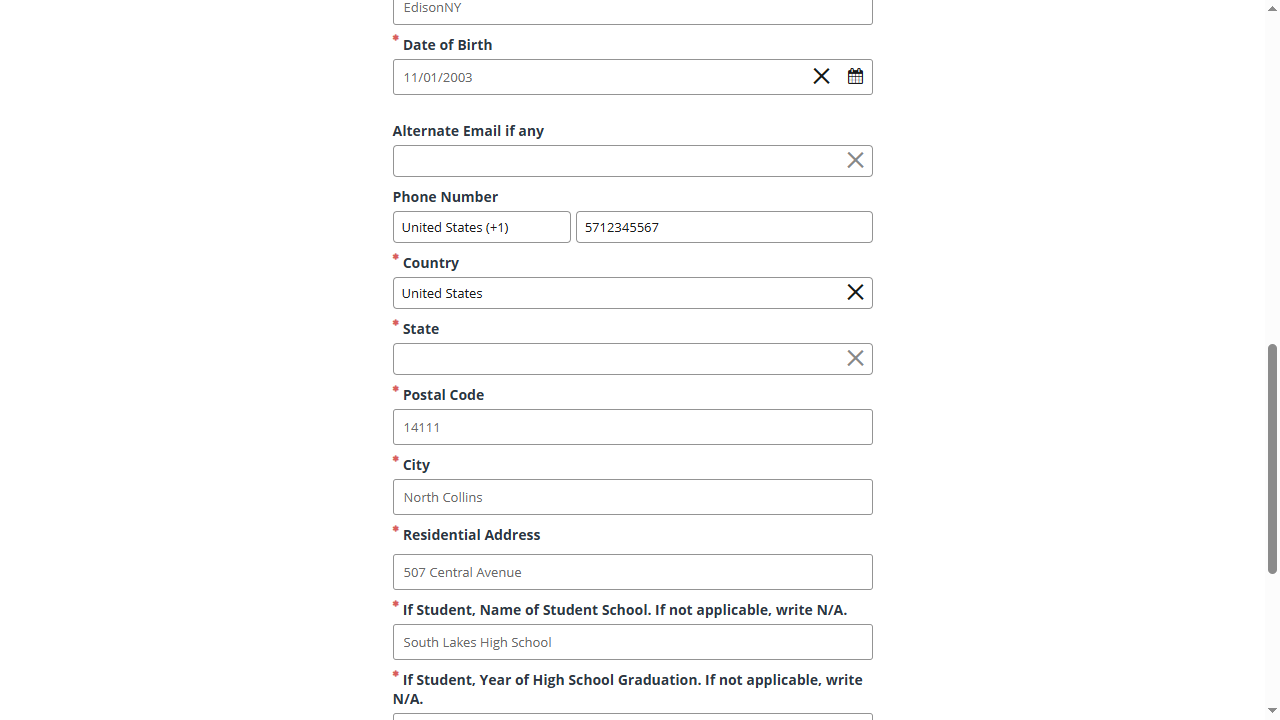 EdisonNY
* Date of Birth
11/01/2003
Alternate Email if any
Phone Number
United States (+1) 5712345567
* Country
United States
* State
* Postal Code
14111
* City
North Collins
* Residential Address
507 Central Avenue
* If Student, Name of Student School. If not applicable, write N/A.
South Lakes High School
* If Student, Year of High School Graduation. If not applicable, write
N/A.